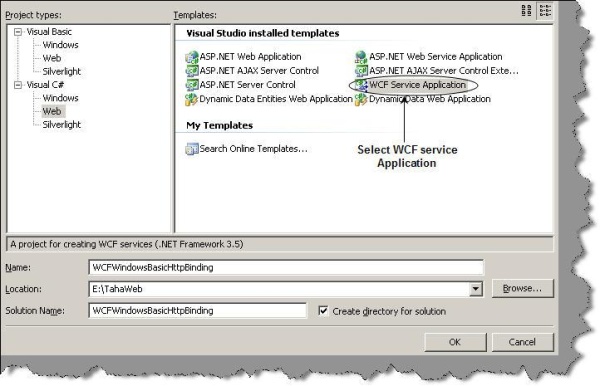 Project types:
Templates:
Visual Basic
Windows
Web
Silverlight
Visual C#
Windows
Web
Silverlight
Visual Studio installed templates
ASP.NET Web Application
ASP.NET Web Service Application
ASP.NET AJAX Server Control
ASP.NET AJAX Server Control Exte...
ASP.NET Server Control
WCF Service Application
Dynamic Data Entities Web Application
Dynamic Data Web Application
My Templates
Search Online Templates...
Select WCF service
Application
A project for creating WCF services (.NET Framework 3.5)
Name:
WCFWindowsBasicHttpBinding
Location:
E:\TahaWeb
Browse...
Solution Name:
WCFWindowsBasicHttpBinding
Create directory for solution
OK
Cancel